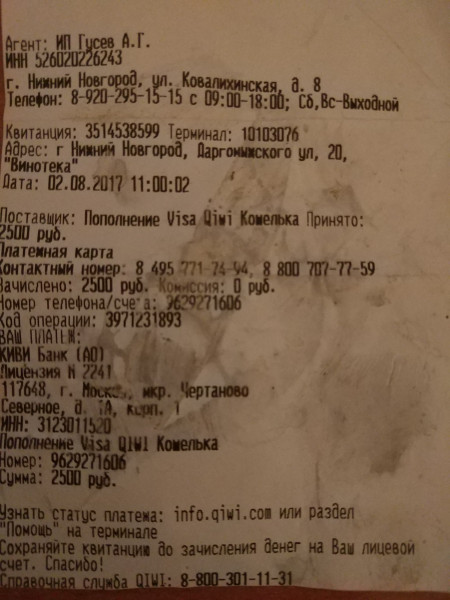 Агент: ИП Гусев А.Г.
ИНН 526020226243
г. Нижний Новгород, ул. Ковалихинская, д. 8
Телефон: 8-920-295-15-15 с 09:00-18:00; Сб,Вс-Выходной
Квитанция: 3514538599 Терминал: 10103076
Адрес: г Нижний Новгород, Даргомыжского ул, 20,
"Винотека"
Дата: 02.08.2017 11:00:02
Поставщик: Пополнение Visa Qiwi Кошелька Принято:
2500 руб.
Платежная карта
Контактный номер: 8 495 771-74-94, 8 800 707-77-59
Зачислено: 2500 руб. Комиссия: 0 руб.
Номер телефона/счета: 9629271606
Код операции: 3971231893
ВАШ ПЛАТЕЖ:
КИВИ Банк (АО)
Лицензия N 2241
117648, г. Москва, мкр. Чертаново
Северное, д. 1А, корп. 1
ИНН: 3123011520
Пополнение Visa QIWI Кошелька
Номер: 9629271606
Сумма: 2500 руб.
Узнать статус платежа: info.qiwi.com или раздел
"Помощь" на терминале
Сохраняйте квитанцию до зачисления денег на Ваш лицевой
счет. Спасибо!
Справочная служба QIWI: 8-800-301-11-31